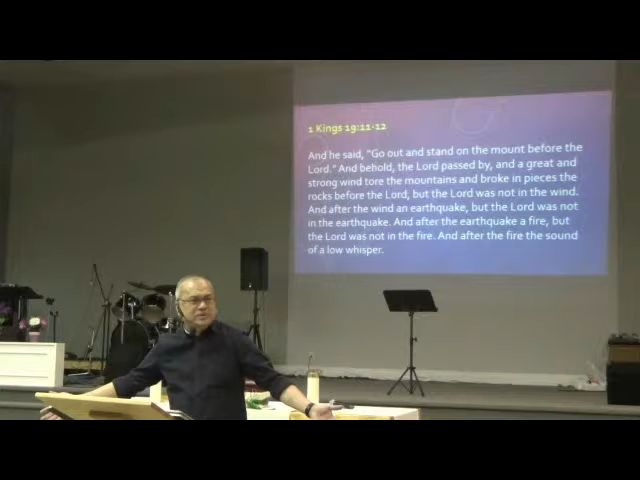 1 Kings 19:11-12
And he said, "Go out and stand on the mount before the
Lord." And behold, the Lord passed by, and a great and
strong wind tore the mountains and broke in pieces the
rocks before the Lord, but the Lord was not in the wind.
And after the wind an earthquake, but the Lord was not
in the earthquake. And after the earthquake a fire, but
the Lord was not in the fire. And after the fire the sound
of a low whisper.